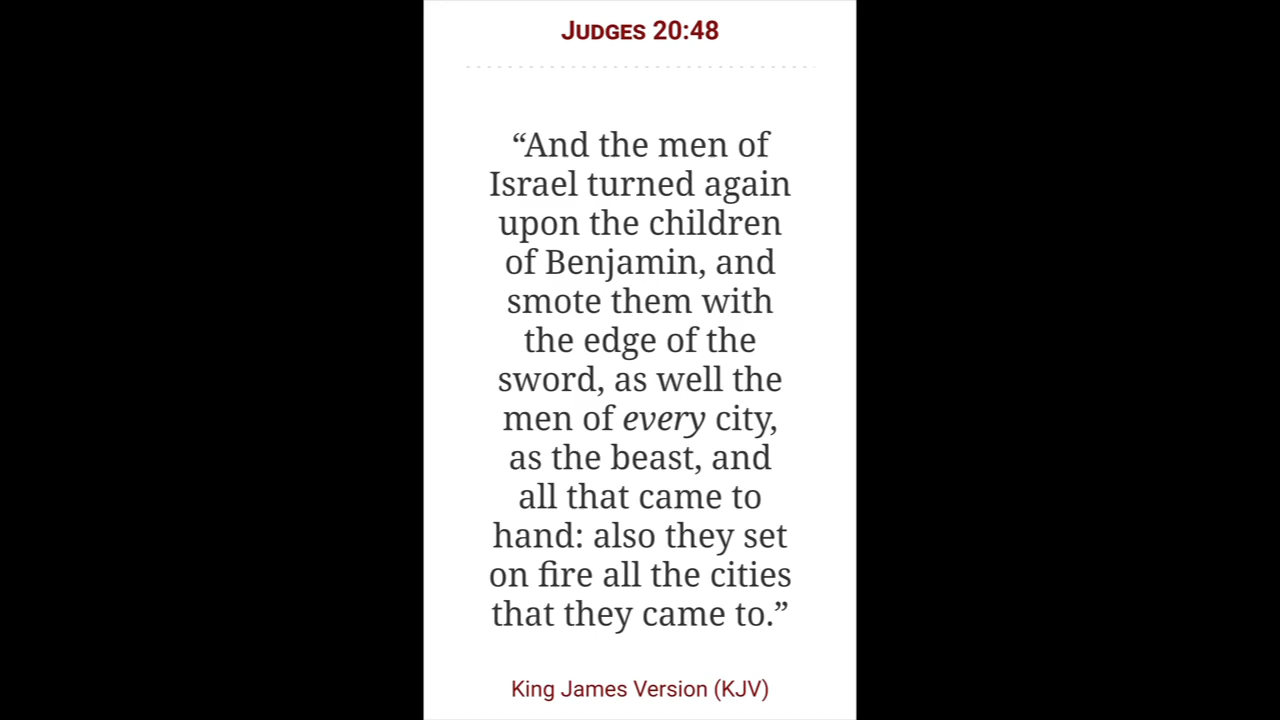 JUDGES 20:48
“And the men of
Israel turned again
upon the children
of Benjamin, and
smote them with
the edge of the
sword, as well the
men of every city,
as the beast, and
all that came to
hand: also they set
on fire all the cities
that they came to.”
King James Version (KJV)